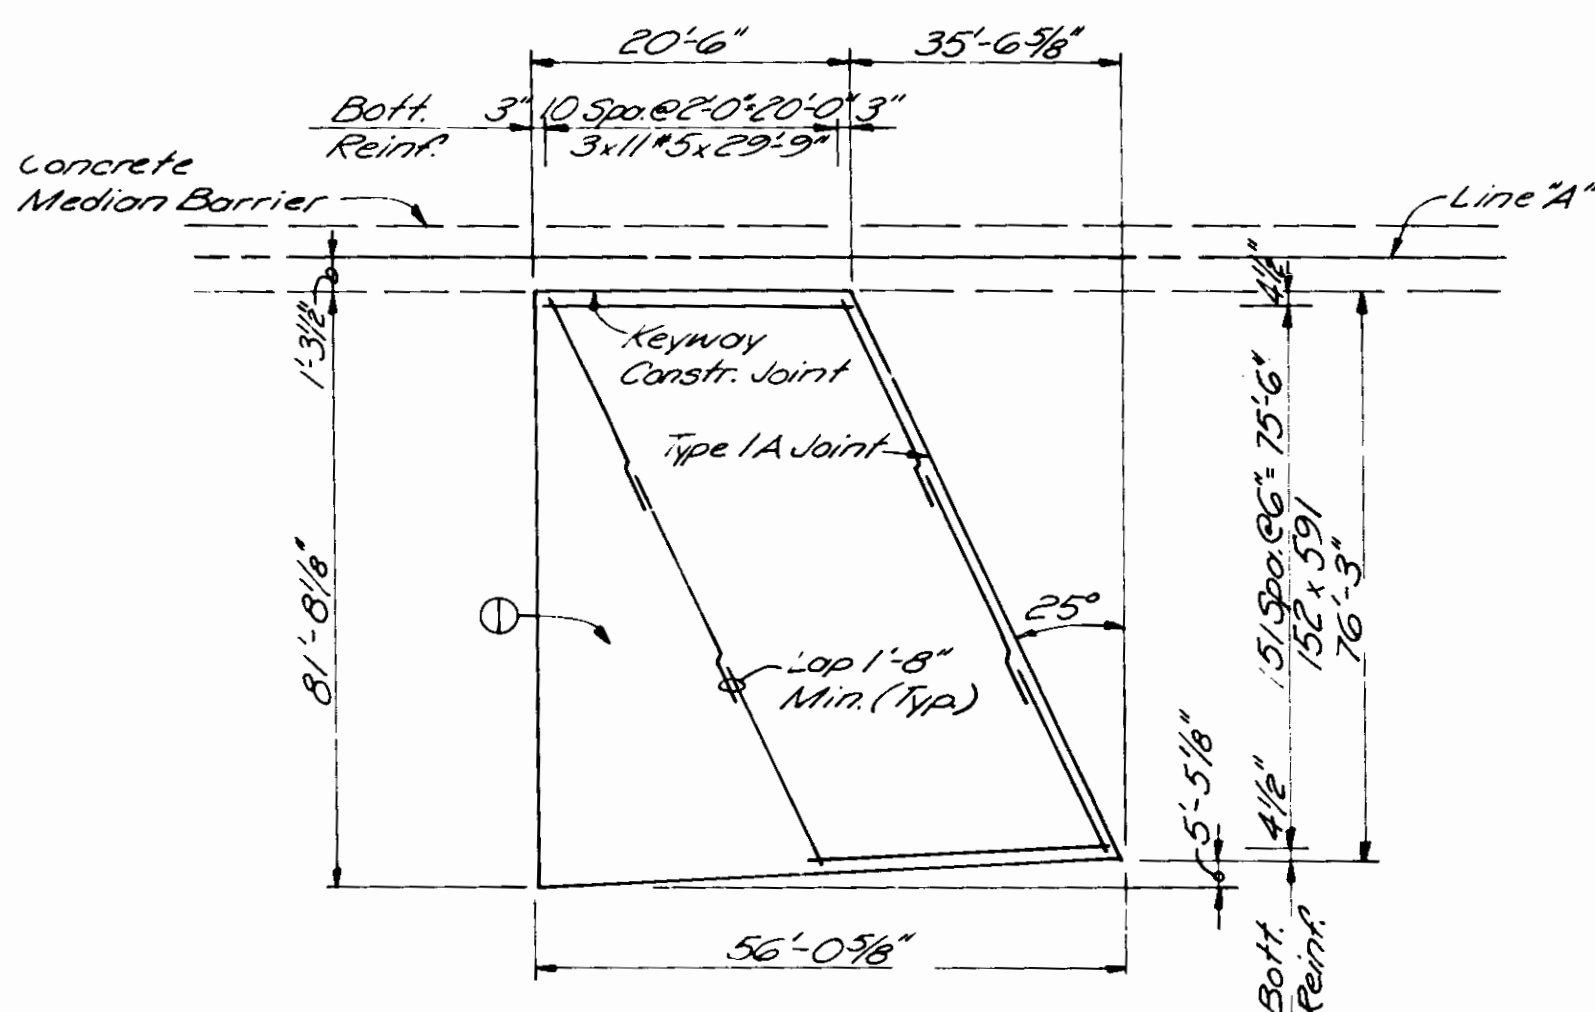 20'-6"
35'-6 5/8"
Bott. 3" 10 Spa.@2'-0"=20'-0" 3"
Reinf. 3x11 #5x29'-9"
Concrete
Median Barrier
Line "A"
1'-3 1/2"
4 1/2"
Keyway
Constr. Joint
Type 1A Joint
151 Spa.@6"= 75'-6"
152 x 591
76'-3"
81'-8 1/8"
25°
Lap 1'-8"
Min. (Typ.)
5'-5 1/8"
4 1/2"
56'-0 5/8"
Bott.
Reinf.